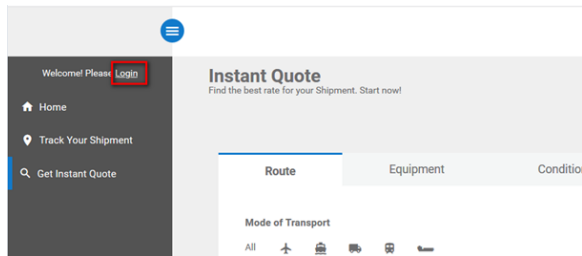 Welcome! Please Login
Home
Track Your Shipment
Get Instant Quote
Instant Quote
Find the best rate for your Shipment. Start now!
Route
Equipment
Conditio
Mode of Transport
All